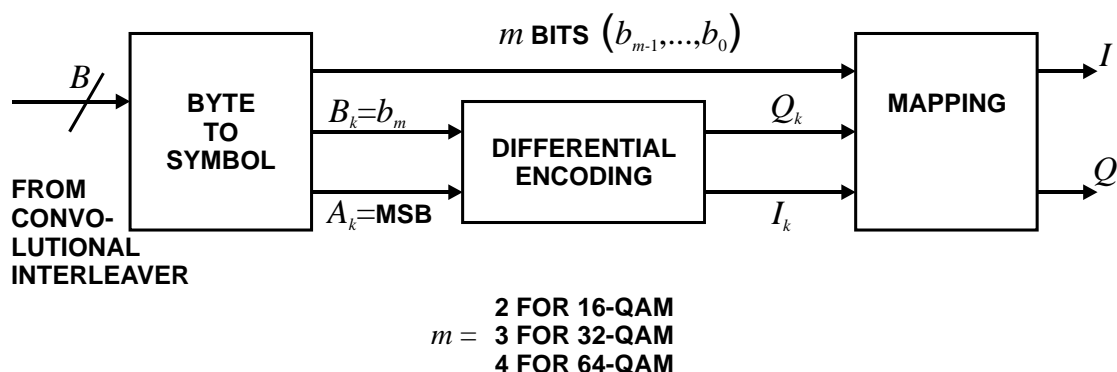 m BITS (b_{m-1},...,b_0)
B
BYTE
TO
SYMBOL
B_k=b_m
A_k=MSB
DIFFERENTIAL
ENCODING
Q_k
I_k
MAPPING
I
Q
FROM
CONVO-
LUTIONAL
INTERLEAVER
2 FOR 16-QAM
m = 3 FOR 32-QAM
4 FOR 64-QAM